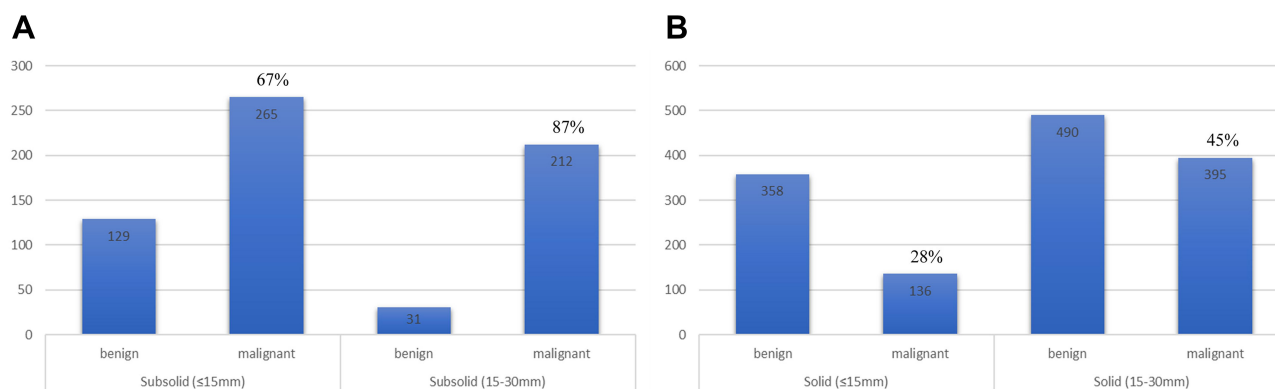 A
300
250
200
150
100
50
0
67%
265
129
87%
212
31
benign
malignant
benign
malignant
Subsolid (≤15mm)
Subsolid (15-30mm)
B
600
500
400
300
200
100
0
358
28%
136
490
45%
395
benign
malignant
benign
malignant
Solid (≤15mm)
Solid (15-30mm)